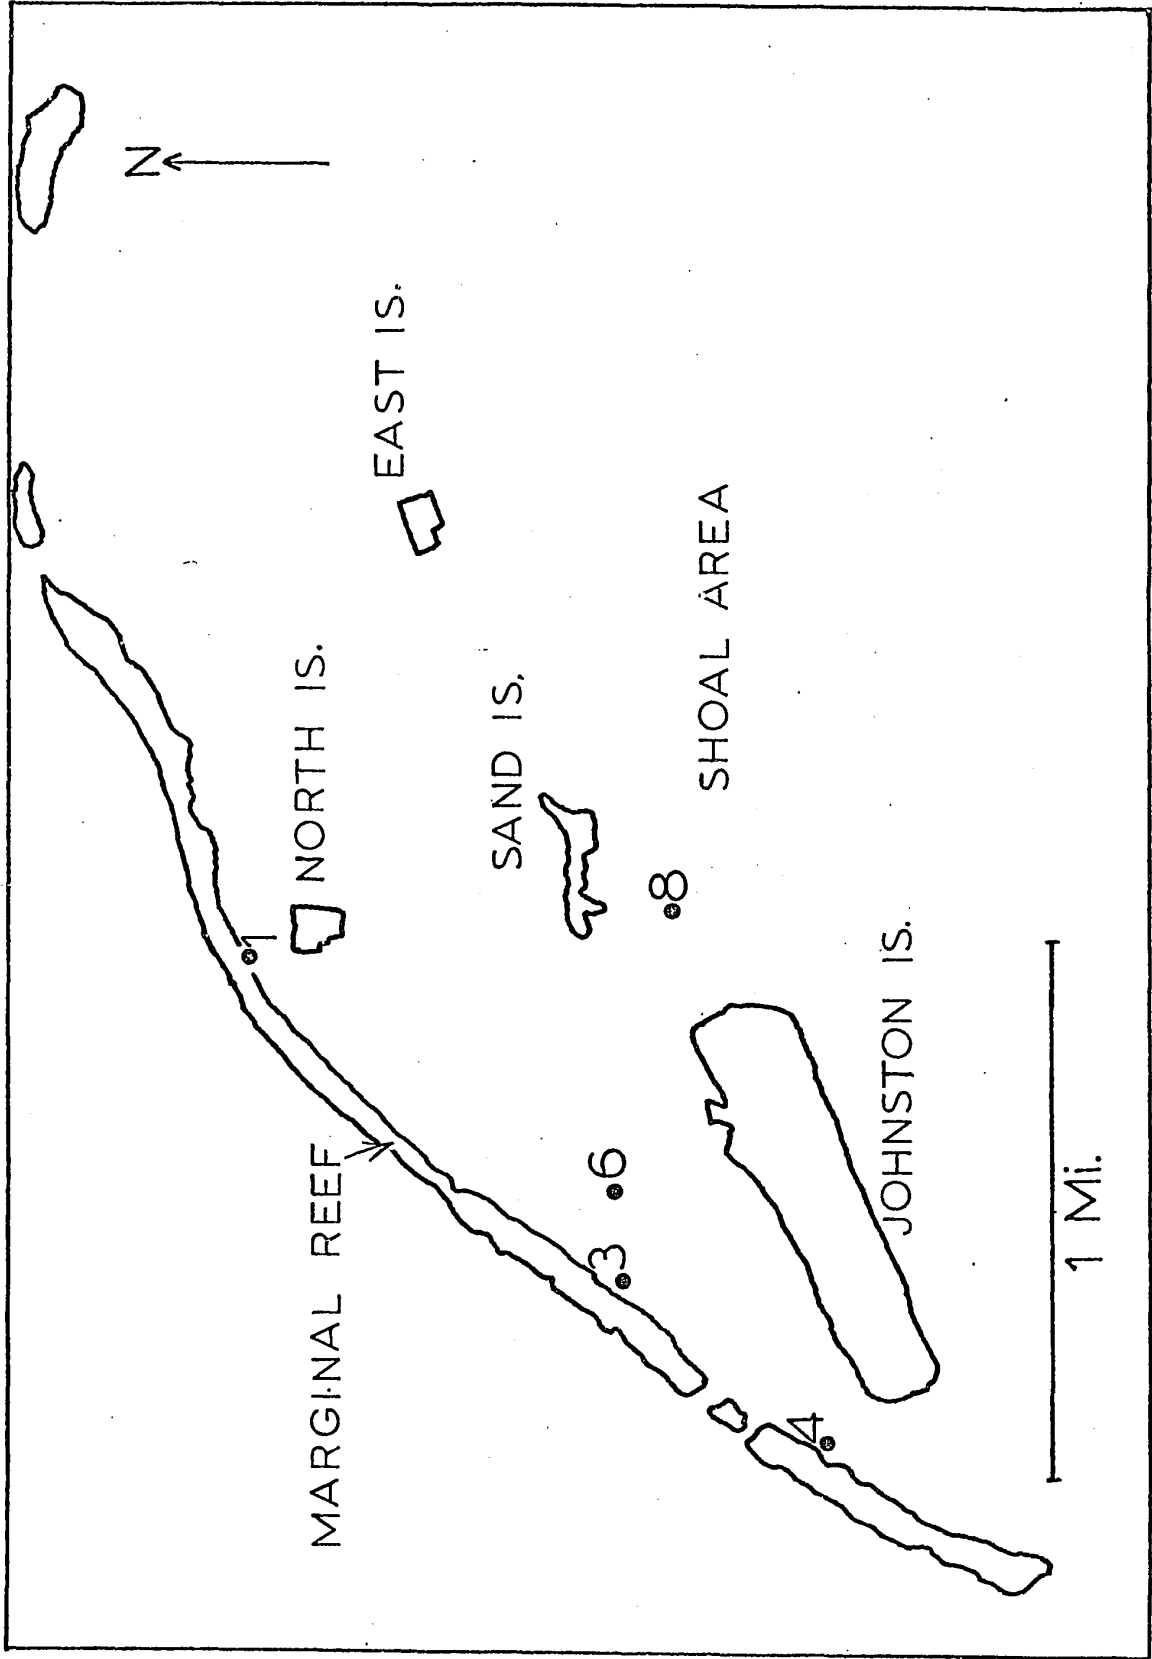 N
EAST IS.
1
NORTH IS.
MARGINAL REEF
SAND IS.
3
6
8
SHOAL AREA
4
JOHNSTON IS.
1 Mi.